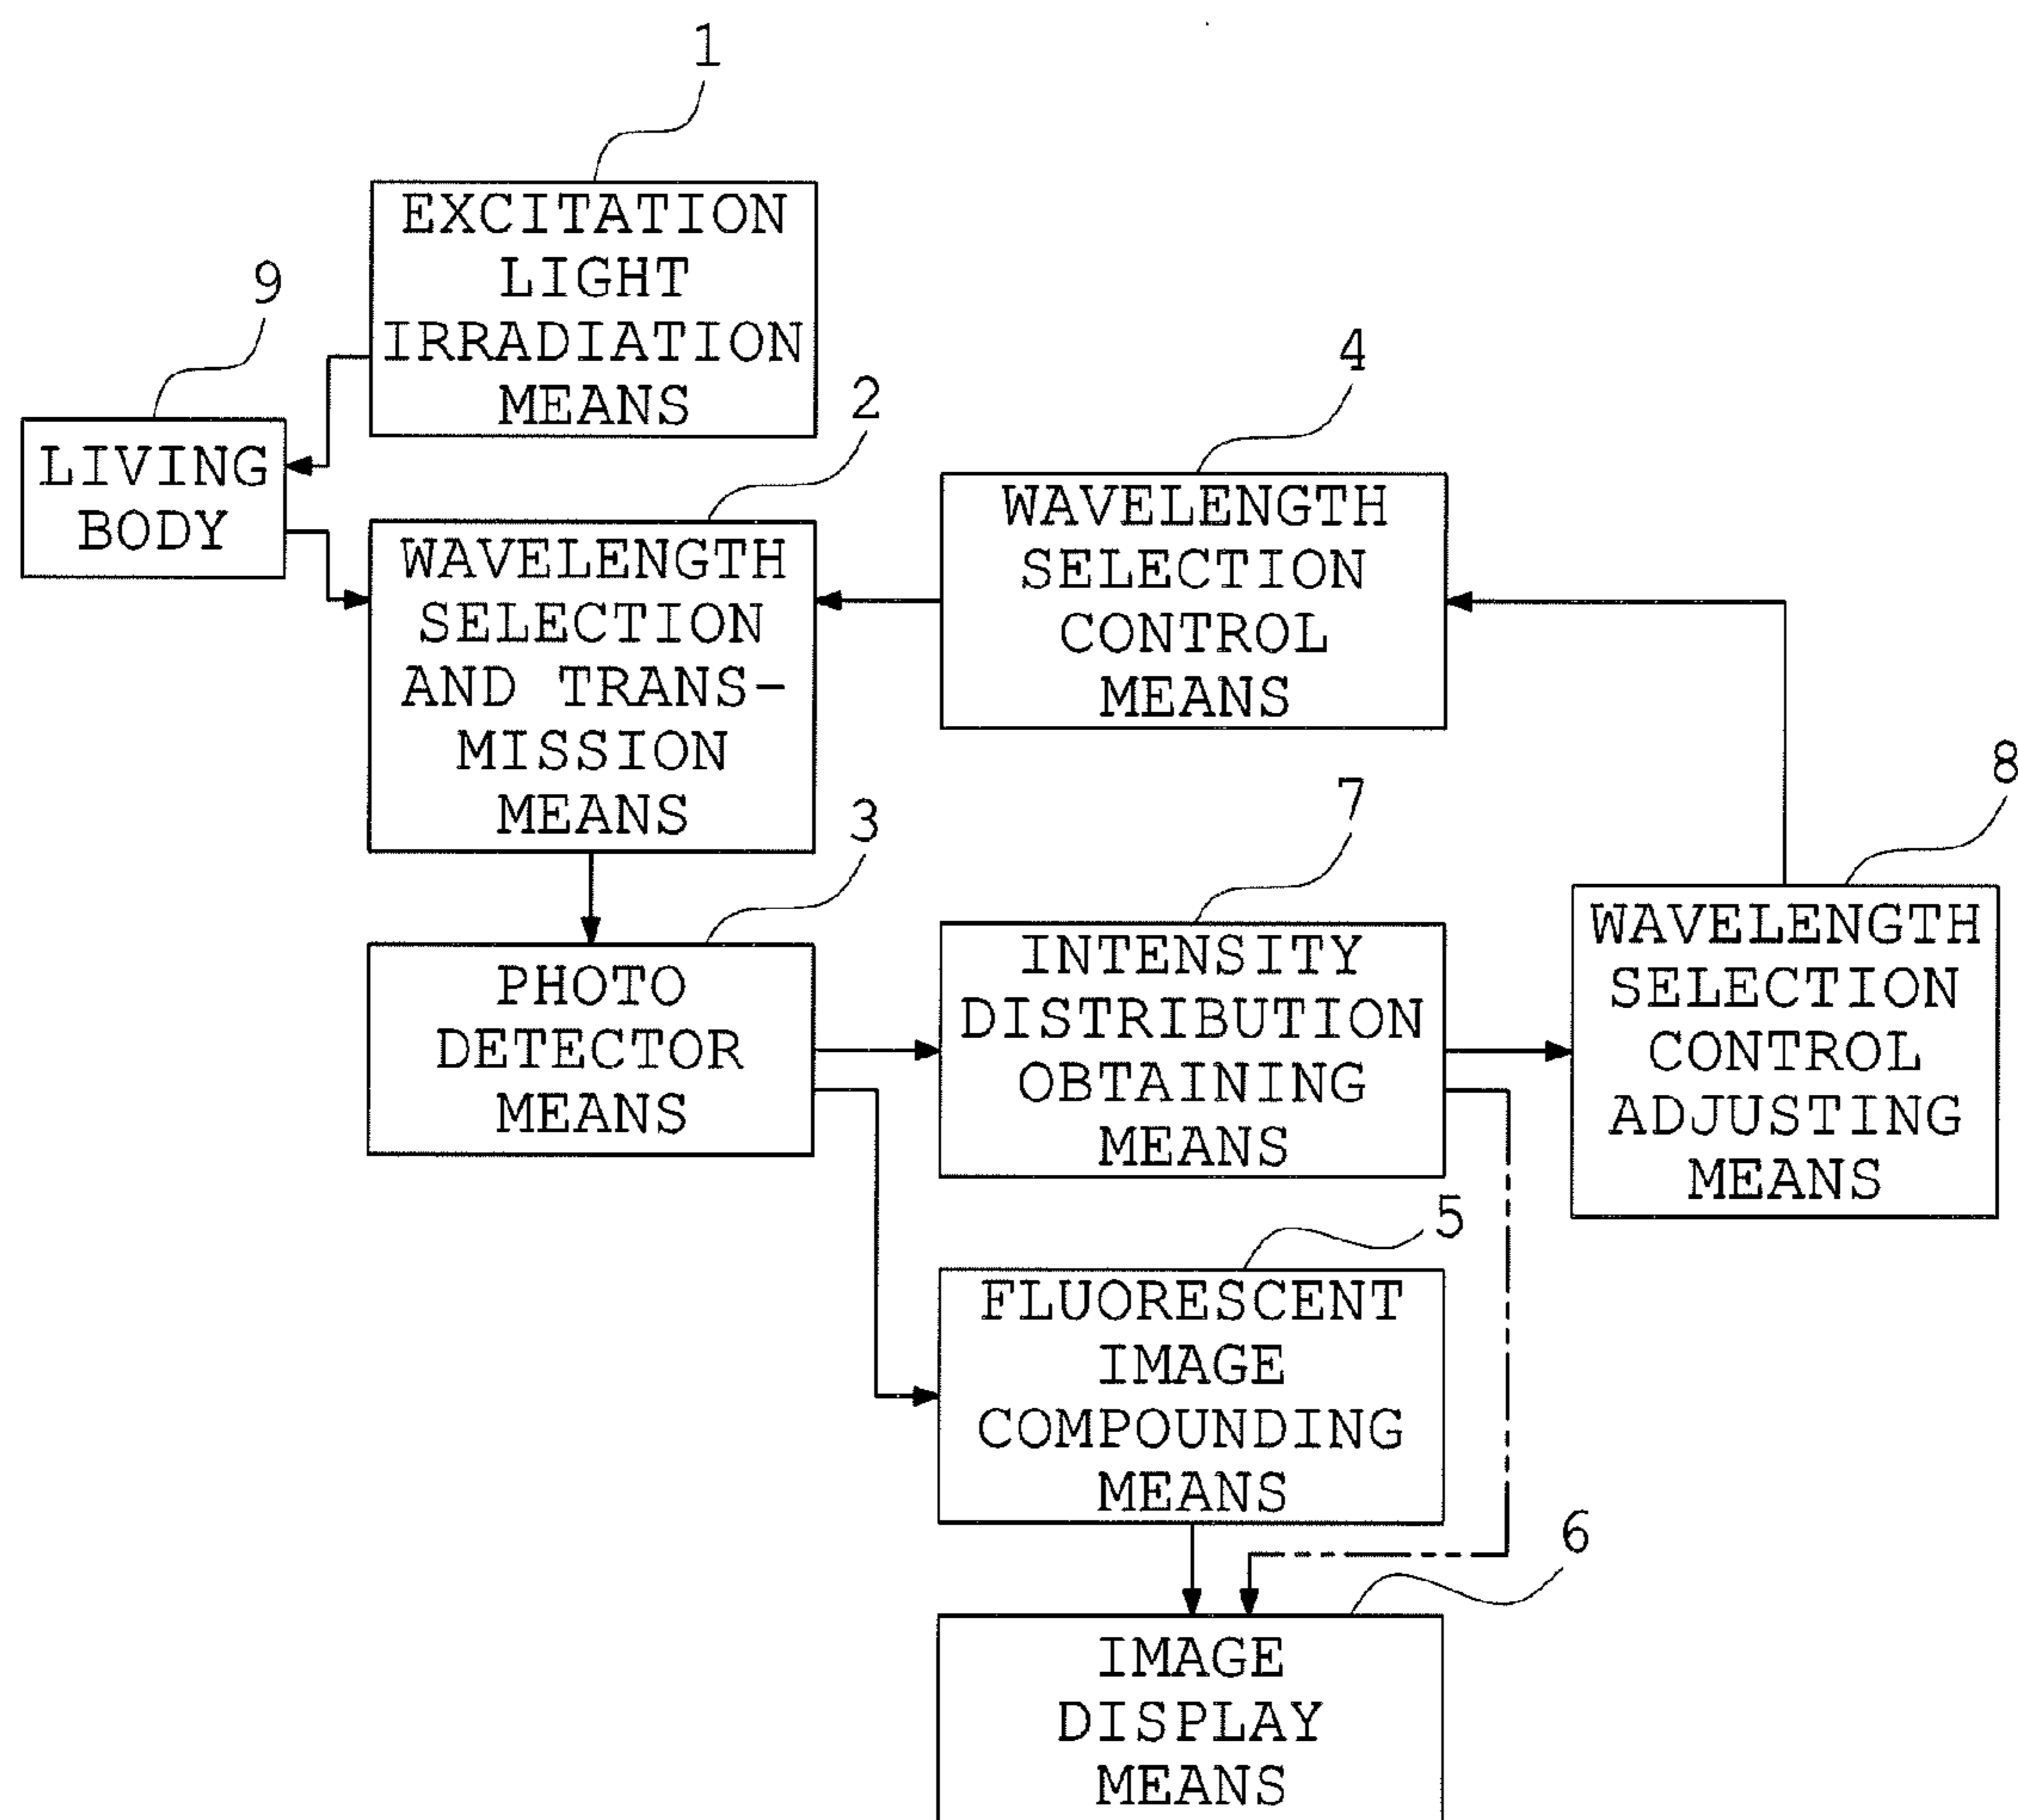 1
EXCITATION
LIGHT
IRRADIATION
MEANS
9
LIVING
BODY
2
WAVELENGTH
SELECTION
AND TRANS-
MISSION
MEANS
4
WAVELENGTH
SELECTION
CONTROL
MEANS
3
PHOTO
DETECTOR
MEANS
7
INTENSITY
DISTRIBUTION
OBTAINING
MEANS
8
WAVELENGTH
SELECTION
CONTROL
ADJUSTING
MEANS
5
FLUORESCENT
IMAGE
COMPOUNDING
MEANS
6
IMAGE
DISPLAY
MEANS